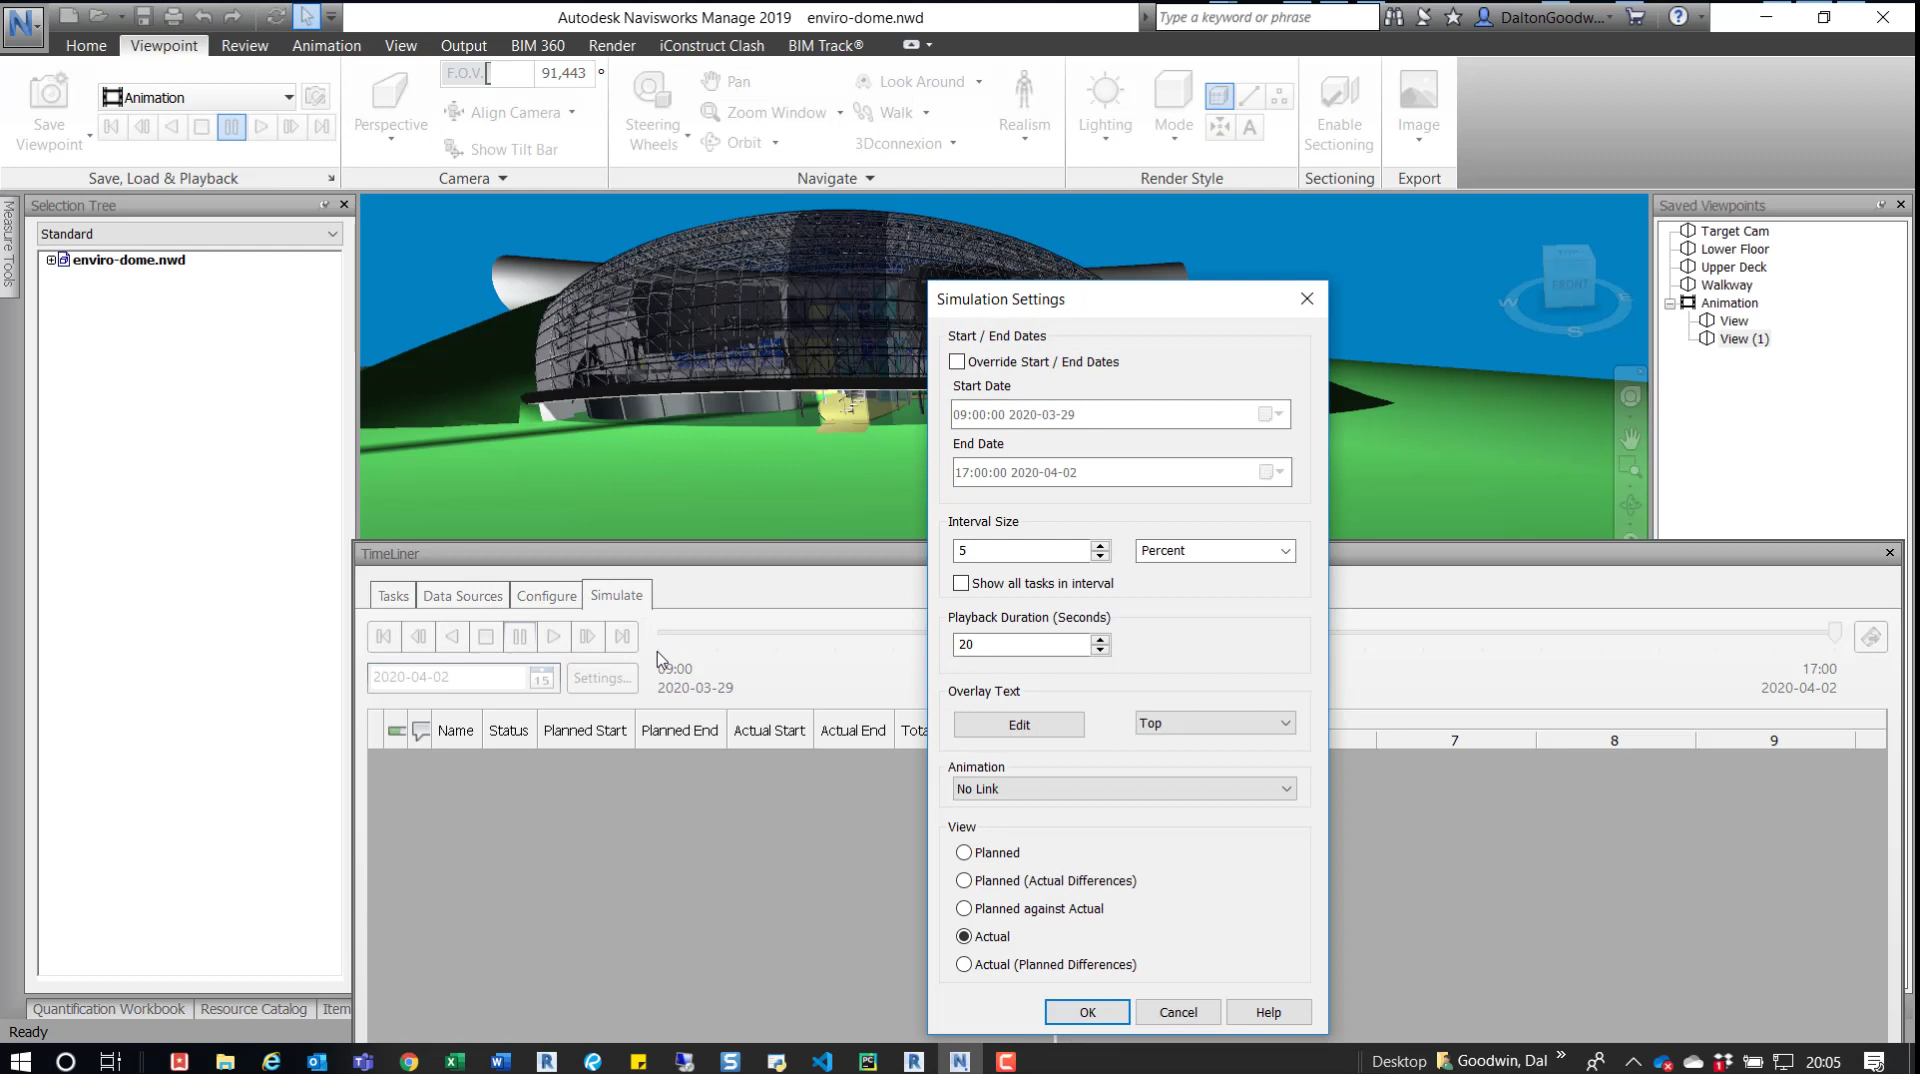 Autodesk Navisworks Manage 2019 enviro-dome.nwd
Type a keyword or phrase
DaltonGoodw...
Home Viewpoint Review Animation View Output BIM 360 Render iConstruct Clash BIM Track®
Save Viewpoint
Animation
Save, Load & Playback
Perspective
F.O.V. 91,443 °
Align Camera
Show Tilt Bar
Camera
Steering Wheels
Pan
Zoom Window
Orbit
Look Around
Walk
3Dconnexion
Realism
Navigate
Lighting
Mode
Render Style
Enable Sectioning
Sectioning
Image
Export
Measure Tools
Selection Tree
Standard
enviro-dome.nwd
TOP
FRONT
W
S
E
Saved Viewpoints
Target Cam
Lower Floor
Upper Deck
Walkway
Animation
View
View (1)
Simulation Settings
Start / End Dates
Override Start / End Dates
Start Date
09:00:00 2020-03-29
End Date
17:00:00 2020-04-02
Interval Size
5 Percent
Show all tasks in interval
Playback Duration (Seconds)
20
Overlay Text
Edit Top
Animation
No Link
View
Planned
Planned (Actual Differences)
Planned against Actual
Actual
Actual (Planned Differences)
OK Cancel Help
TimeLiner
Tasks Data Sources Configure Simulate
2020-04-02 15 Settings...
09:00
2020-03-29
17:00
2020-04-02
Name Status Planned Start Planned End Actual Start Actual End Tota
7 8 9
Quantification Workbook Resource Catalog Item
Ready
Desktop Goodwin, Dal 20:05